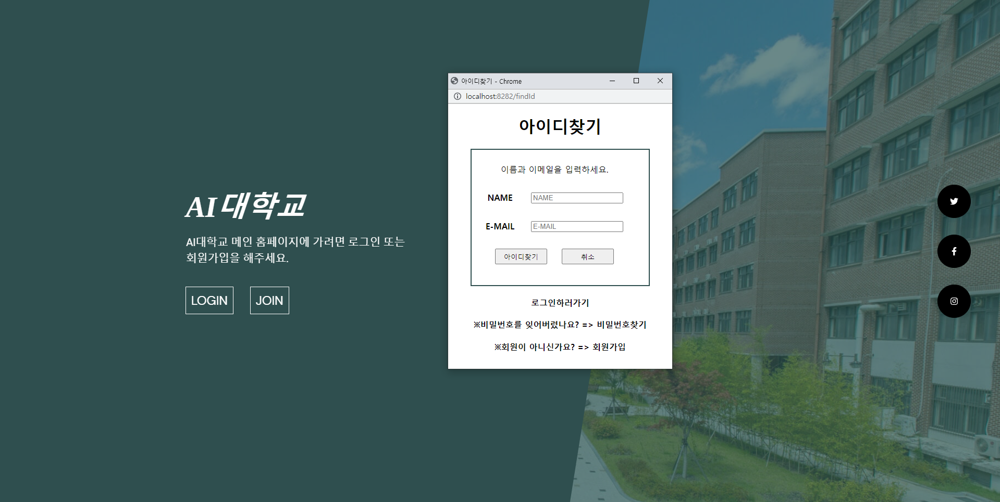 AI대학교
AI대학교 메인 홈페이지에 가려면 로그인 또는
회원가입을 해주세요.
LOGIN JOIN
아이디찾기 - Chrome
localhost:8282/findId
아이디찾기
이름과 이메일을 입력하세요.
NAME NAME
E-MAIL E-MAIL
아이디찾기 취소
로그인하러가기
※비밀번호를 잊어버렸나요? => 비밀번호찾기
※회원이 아니신가요? => 회원가입